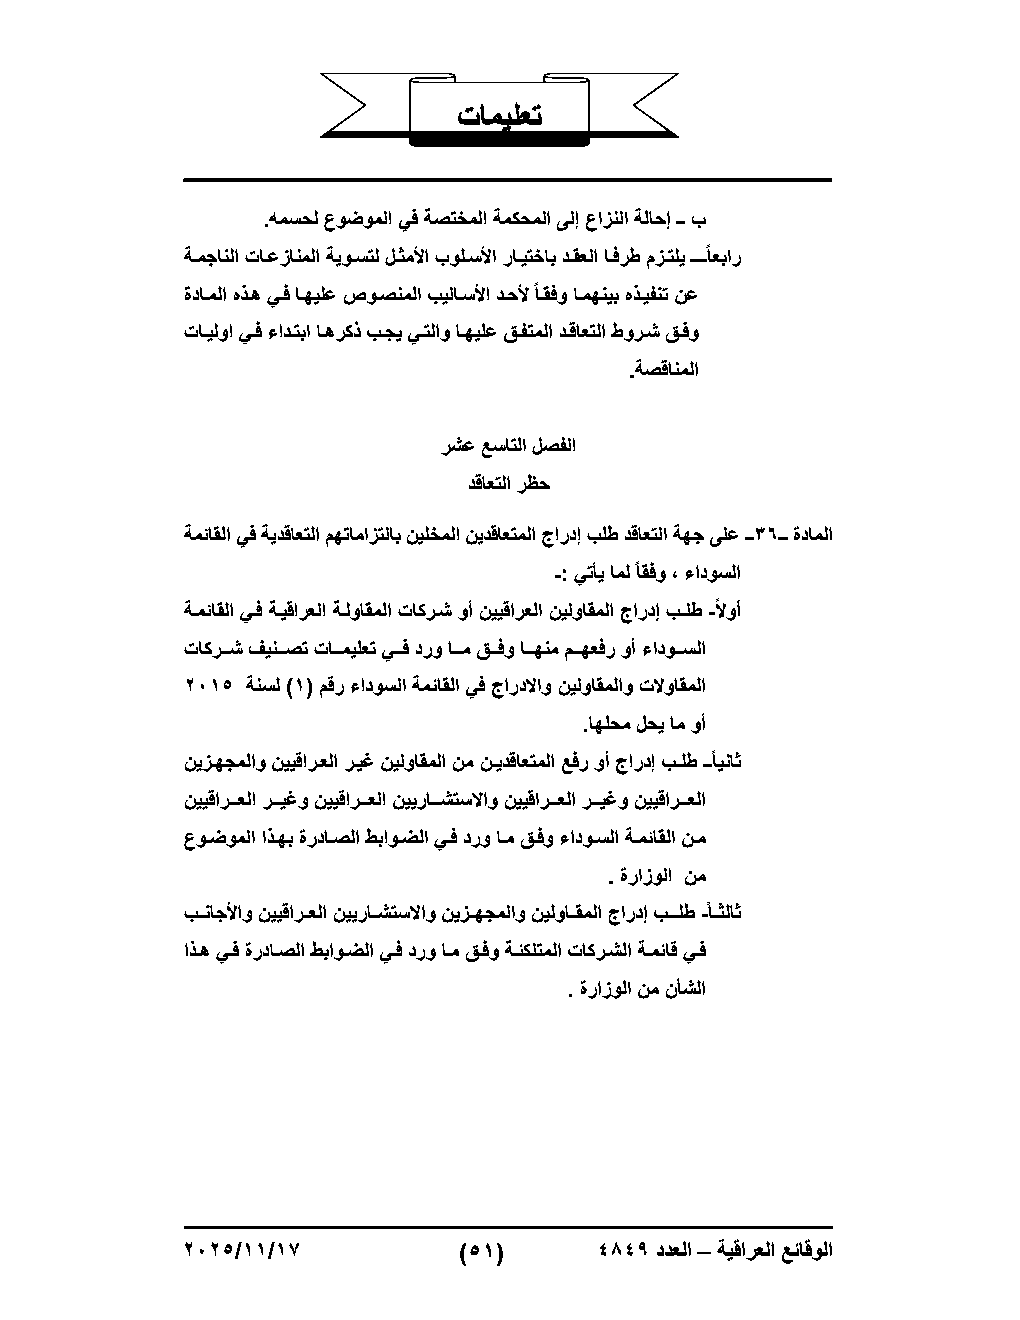 تعليمات
ب – إحالة النزاع إلى المحكمة المختصة في الموضوع لحسمه.
رابعاً– يلتزم طرفا العقد باختيار الأسلوب الأمثل لتسوية المنازعات الناجمة
عن تنفيذه بينهما وفقاً لأحد الأساليب المنصوص عليها في هذه المادة
وفق شروط التعاقد المتفق عليها والتي يجب ذكرها ابتداء في اوليات
المناقصة.
الفصل التاسع عشر
حظر التعاقد
المادة –٣٦– على جهة التعاقد طلب إدراج المتعاقدين المخلين بالتزاماتهم التعاقدية في القائمة
السوداء ، وفقاً لما يأتي :-
أولاً- طلب إدراج المقاولين العراقيين أو شركات المقاولة العراقية في القائمة
السوداء أو رفعهم منها وفق ما ورد في تعليمات تصنيف شركات
المقاولات والمقاولين والادراج في القائمة السوداء رقم (١) لسنة ٢٠١٥
أو ما يحل محلها.
ثانياً– طلب إدراج أو رفع المتعاقدين من المقاولين غير العراقيين والمجهزين
العراقيين وغير العراقيين والاستشاريين العراقيين وغير العراقيين
من القائمة السوداء وفق ما ورد في الضوابط الصادرة بهذا الموضوع
من الوزارة .
ثالثاً- طلب إدراج المقاولين والمجهزين والاستشاريين العراقيين والأجانب
في قائمة الشركات المتلكئة وفق ما ورد في الضوابط الصادرة في هذا
الشأن من الوزارة .
الوقائع العراقية – العدد ٤٨٤٩ (٥١) ٢٠٢٥/١١/١٧